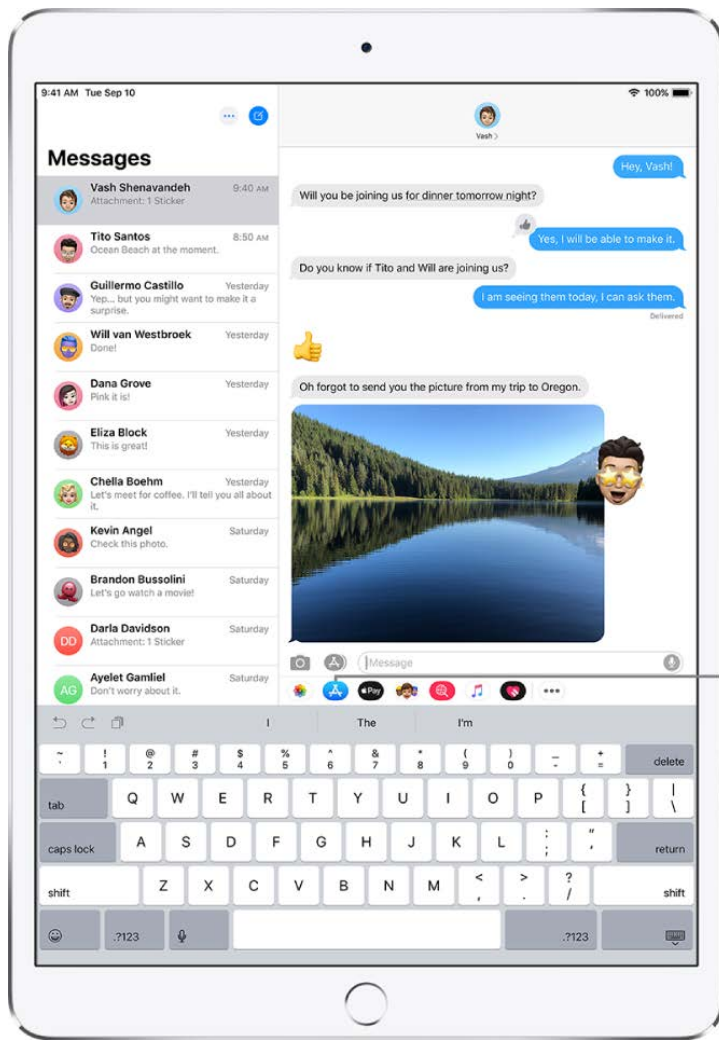 9:41 AM Tue Sep 10
100%
Messages
Vash Shenavandeh 9:40 AM
Attachment: 1 Sticker
Tito Santos 8:50 AM
Ocean Beach at the moment.
Guillermo Castillo Yesterday
Yep... but you might want to make it a
surprise.
Will van Westbroek Yesterday
Done!
Dana Grove Yesterday
Pink it is!
Eliza Block Yesterday
This is great!
Chella Boehm Yesterday
Let's meet for coffee. I'll tell you all about
it.
Kevin Angel Saturday
Check this photo.
Brandon Bussolini Saturday
Let's go watch a movie!
DD
Darla Davidson Saturday
Attachment: 1 Sticker
AG
Ayelet Gamliel Saturday
Don't worry about it.
Vash >
Hey, Vash!
Will you be joining us for dinner tomorrow night?
Yes, I will be able to make it.
Do you know if Tito and Will are joining us?
I am seeing them today, I can ask them.
Delivered
Oh forgot to send you the picture from my trip to Oregon.
Message
Pay
I The I'm
~ ! @ # $ % ^ & * ( ) _ +
` 1 2 3 4 5 6 7 8 9 0 - = delete
tab Q W E R T Y U I O P { [ } ] | \
caps lock A S D F G H J K L : ; " ' return
shift Z X C V B N M < , > . ? / shift
.?123 .?123